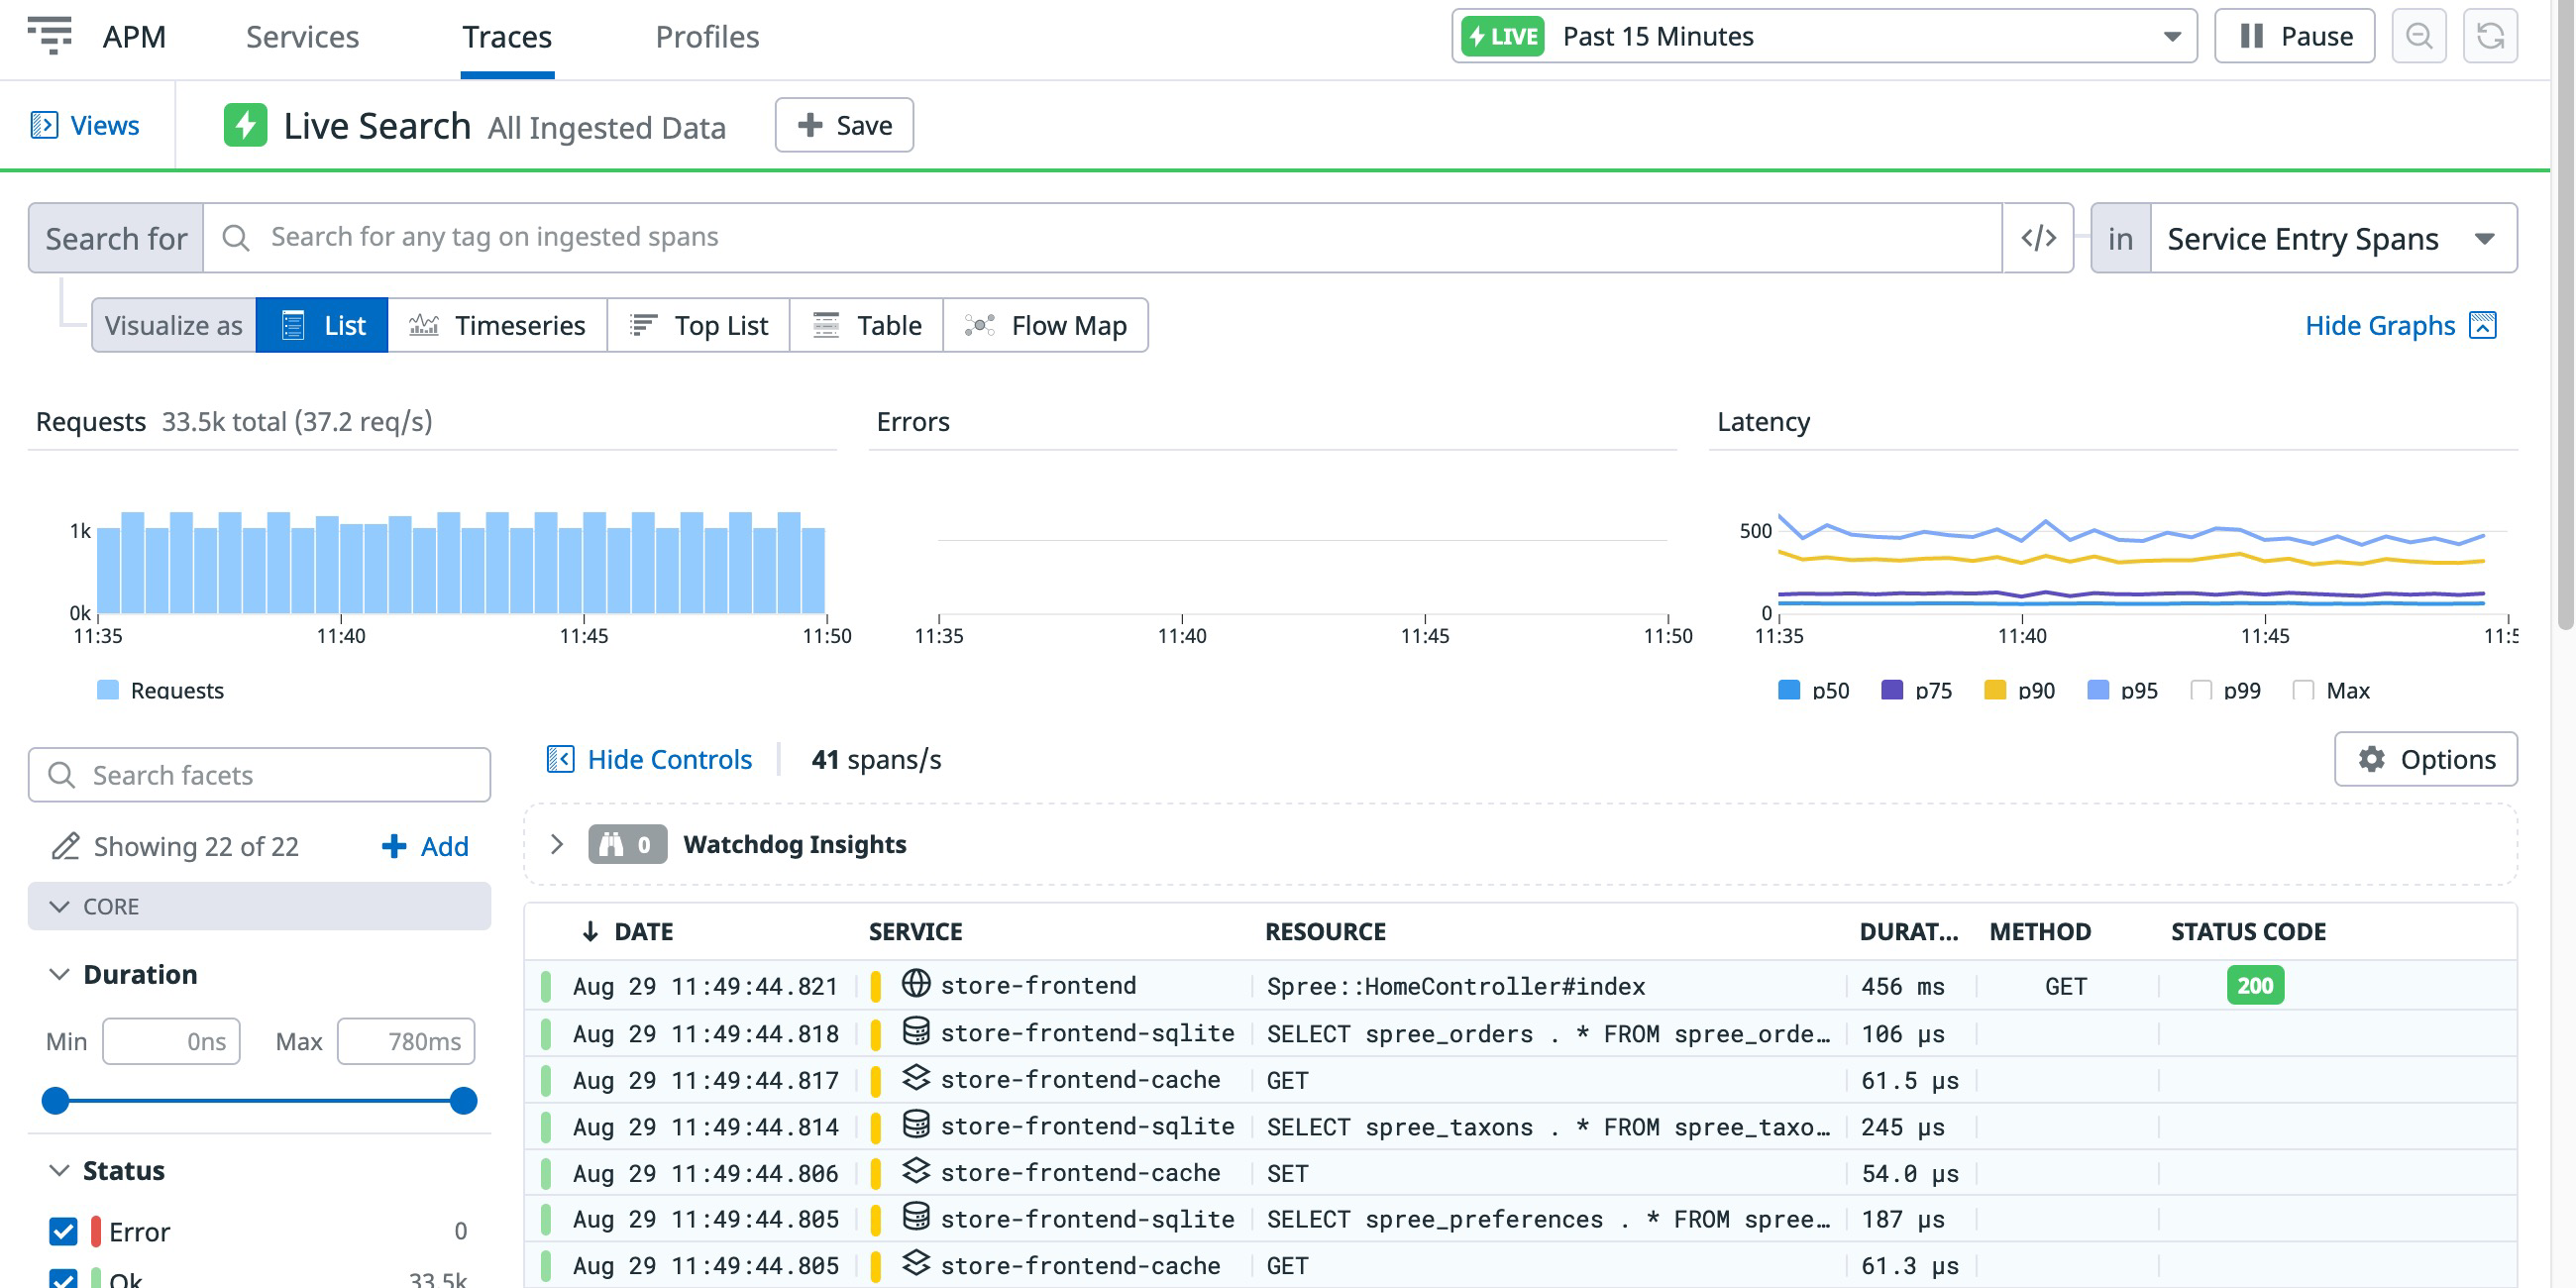 APM Services Traces Profiles LIVE Past 15 Minutes Pause
Views Live Search All Ingested Data Save
Search for Search for any tag on ingested spans </> in Service Entry Spans
Visualize as List Timeseries Top List Table Flow Map Hide Graphs
Requests 33.5k total (37.2 req/s)
1k
0k
11:35 11:40 11:45 11:50
Requests
Errors
11:35 11:40 11:45 11:50
Latency
500
0
11:35 11:40 11:45 11:5
p50 p75 p90 p95 p99 Max
Search facets
Showing 22 of 22 Add
CORE
Duration
Min 0ns Max 780ms
Status
Error 0
Ok 33.5k
Hide Controls 41 spans/s Options
0 Watchdog Insights
DATE SERVICE RESOURCE DURAT... METHOD STATUS CODE
Aug 29 11:49:44.821 store-frontend Spree::HomeController#index 456 ms GET 200
Aug 29 11:49:44.818 store-frontend-sqlite SELECT spree_orders . * FROM spree_orde… 106 µs
Aug 29 11:49:44.817 store-frontend-cache GET 61.5 µs
Aug 29 11:49:44.814 store-frontend-sqlite SELECT spree_taxons . * FROM spree_taxo… 245 µs
Aug 29 11:49:44.806 store-frontend-cache SET 54.0 µs
Aug 29 11:49:44.805 store-frontend-sqlite SELECT spree_preferences . * FROM spree… 187 µs
Aug 29 11:49:44.805 store-frontend-cache GET 61.3 µs